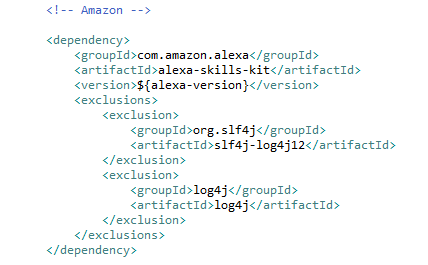 <!-- Amazon -->
<dependency>
<groupId>com.amazon.alexa</groupId>
<artifactId>alexa-skills-kit</artifactId>
<version>${alexa-version}</version>
<exclusions>
<exclusion>
<groupId>org.slf4j</groupId>
<artifactId>slf4j-log4j12</artifactId>
</exclusion>
<exclusion>
<groupId>log4j</groupId>
<artifactId>log4j</artifactId>
</exclusion>
</exclusions>
</dependency>